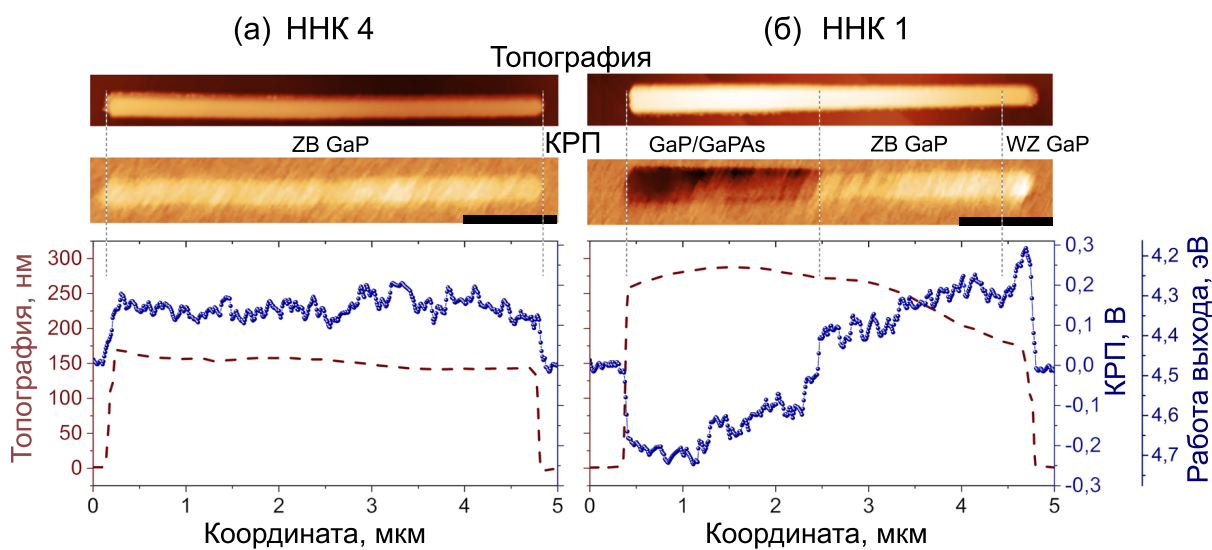 (а) ННК 4
(б) ННК 1
Топография
ZB GaP
КРП
GaP/GaPAs
ZB GaP
WZ GaP
Топография, нм
300
250
200
150
100
50
0
0
1
2
3
4
5
Координата, мкм
0
1
2
3
4
5
Координата, мкм
0,3
0,2
0,1
0,0
-0,1
-0,2
-0,3
КРП, В
4,2
4,3
4,4
4,5
4,6
4,7
Работа выхода, эВ